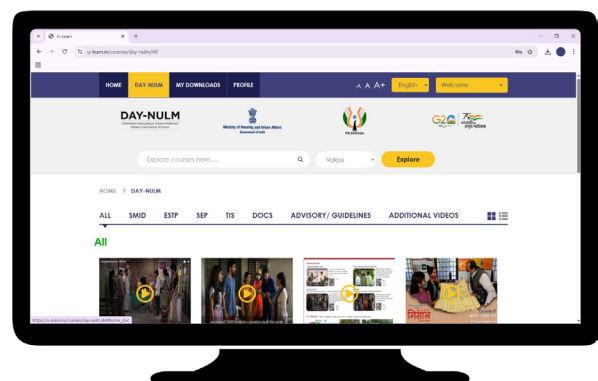 U-learn
u-learn.in/courses/day-nulm/All
HOME DAY-NULM MY DOWNLOADS PROFILE -A A A+ English Welcome
DAY-NULM
Ministry of Housing and Urban Affairs
Government of India
PM SVANidhi
G20
Explore courses here..... Videos Explore
HOME > DAY-NULM
ALL SMID ESTP SEP TIS DOCS ADVISORY/ GUIDELINES ADDITIONAL VIDEOS
All
मिसाल